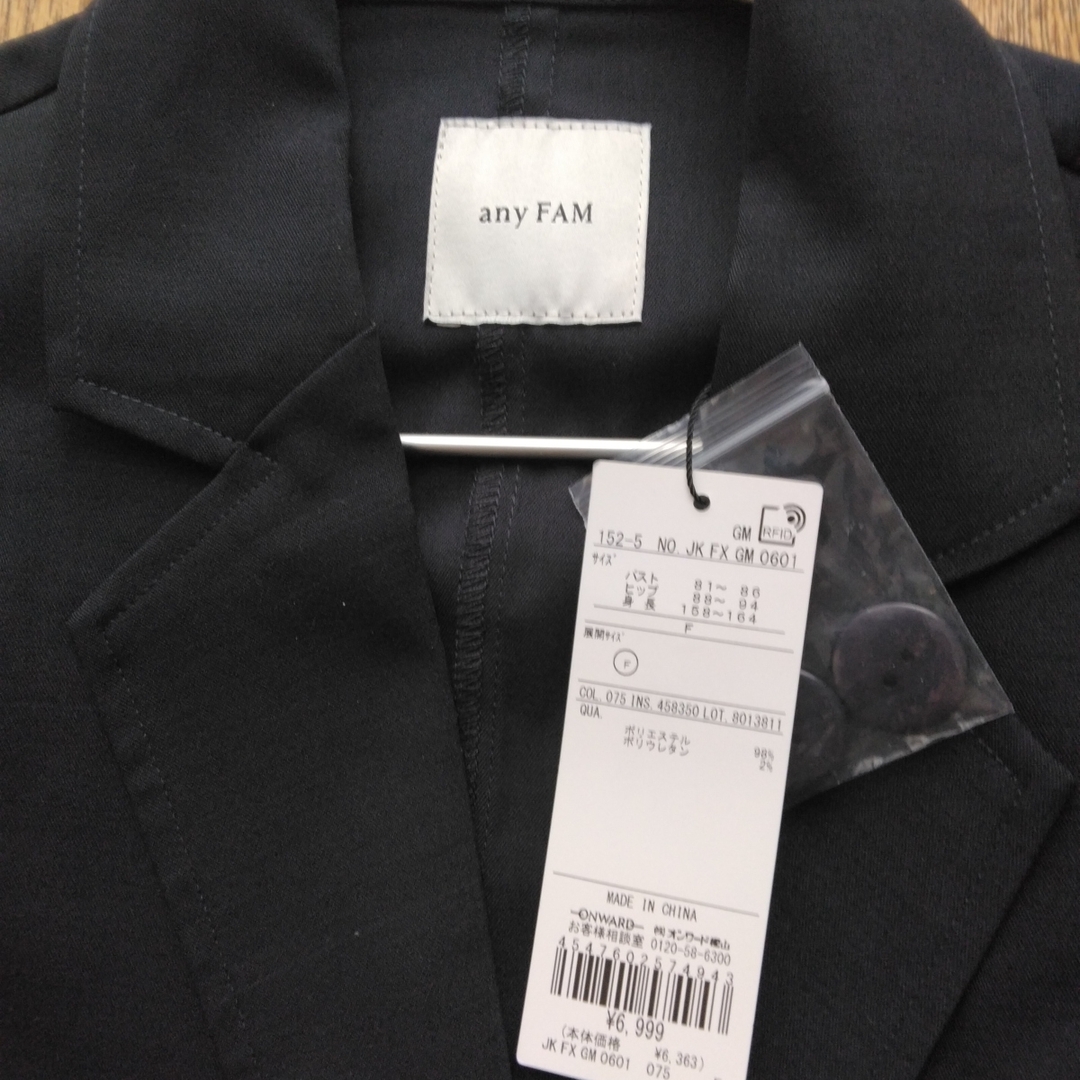 any FAM
GM RFID
152-5 NO. JK FX GM 0601
サイズ
バスト 81〜 86
ヒップ 88〜 94
身長 158〜164
F
展開サイズ
F
COL. 075 INS. 458350 LOT. 8013811
QUA.
ポリエステル 98%
ポリウレタン 2%
MADE IN CHINA
ONWARD ㈱オンワード樫山
お客様相談室 0120-58-6300
4547602574943
¥6,999
(本体価格 ¥6,363)
JK FX GM 0601 075